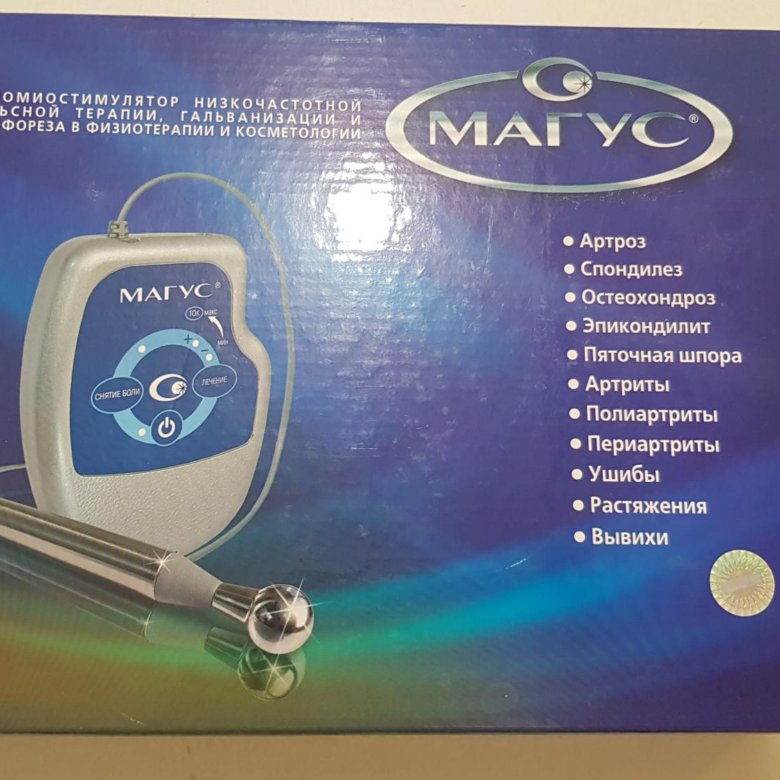 ОМИОСТИМУЛЯТОР НИЗКОЧАСТОТНОЙ
ЬСНОЙ ТЕРАПИИ, ГАЛЬВАНИЗАЦИИ И
ФОРЕЗА В ФИЗИОТЕРАПИИ И КОСМЕТОЛОГИИ
МАГУС®
• Артроз
• Спондилез
• Остеохондроз
• Эпикондилит
• Пяточная шпора
• Артриты
• Полиартриты
• Периартриты
• Ушибы
• Растяжения
• Вывихи
МАГУС®
ТОК макс
мин
+
-
СНЯТИЕ БОЛИ
ЛЕЧЕНИЕ